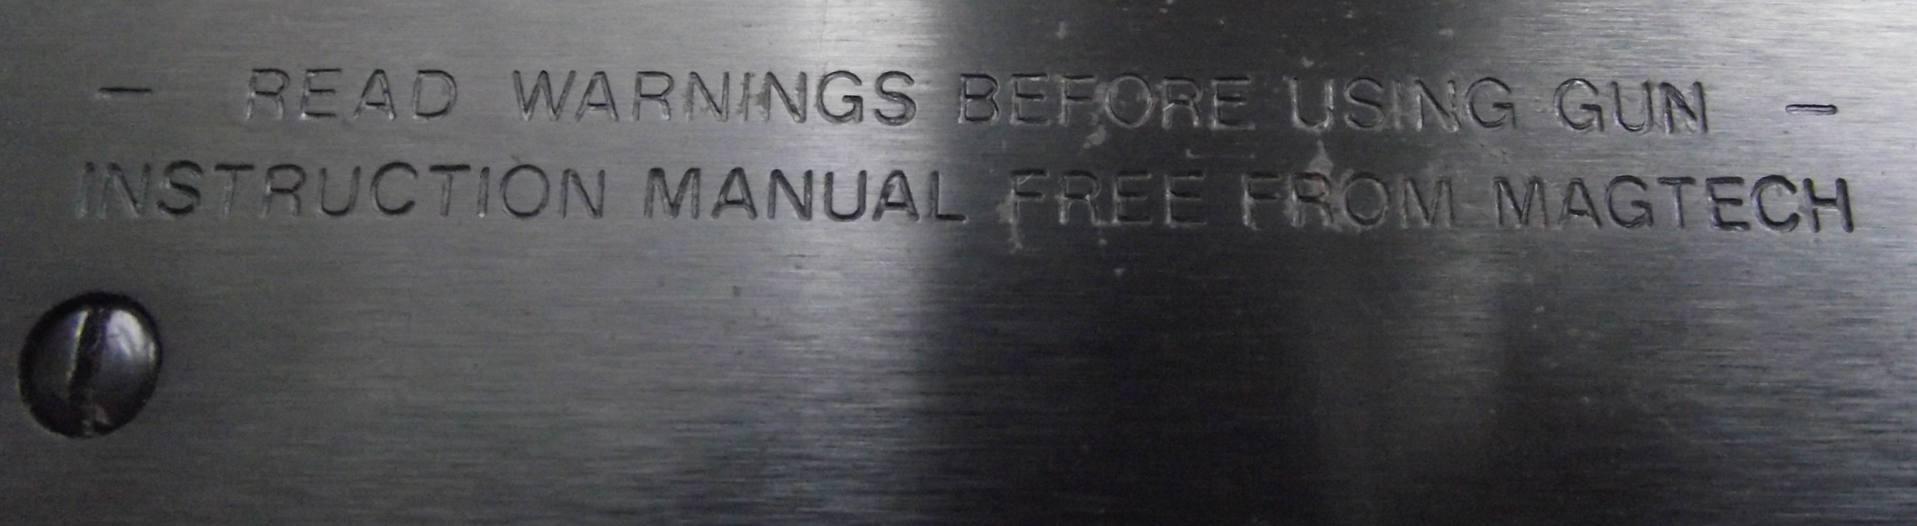 — READ WARNINGS BEFORE USING GUN —
INSTRUCTION MANUAL FREE FROM MAGTECH